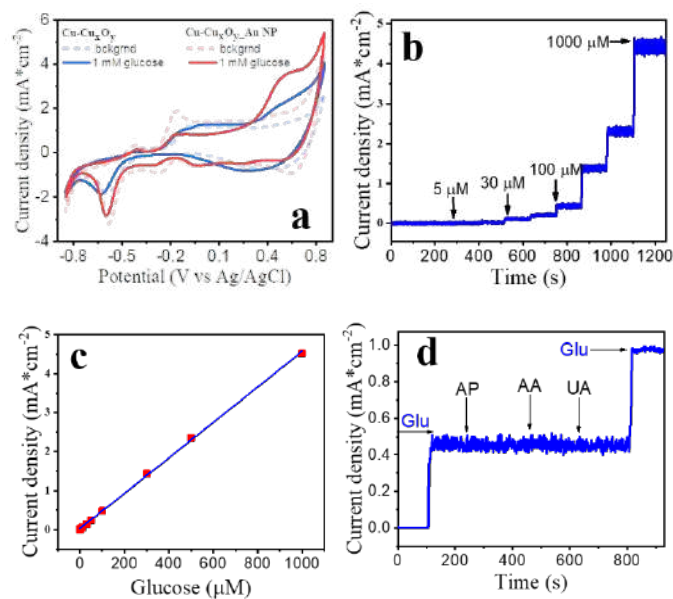 a
Cu-CuxOy
bckgrnd
1 mM glucose
Cu-CuxOy_Au NP
bckgrnd
1 mM glucose
Current density (mA*cm-2)
6
4
2
0
-2
-4
-0.8 -0.5 -0.2 0.2 0.5 0.8
Potential (V vs Ag/AgCl)
b
1000 μM
100 μM
30 μM
5 μM
Current density (mA*cm-2)
6
4
2
0
0 200 400 600 800 1000 1200
Time (s)
c
Current density (mA*cm-2)
5
4
3
2
1
0
0 200 400 600 800 1000
Glucose (μM)
d
Glu
AP AA UA
Glu
Current density (mA*cm-2)
1.0
0.8
0.6
0.4
0.2
0.0
0 200 400 600 800
Time (s)